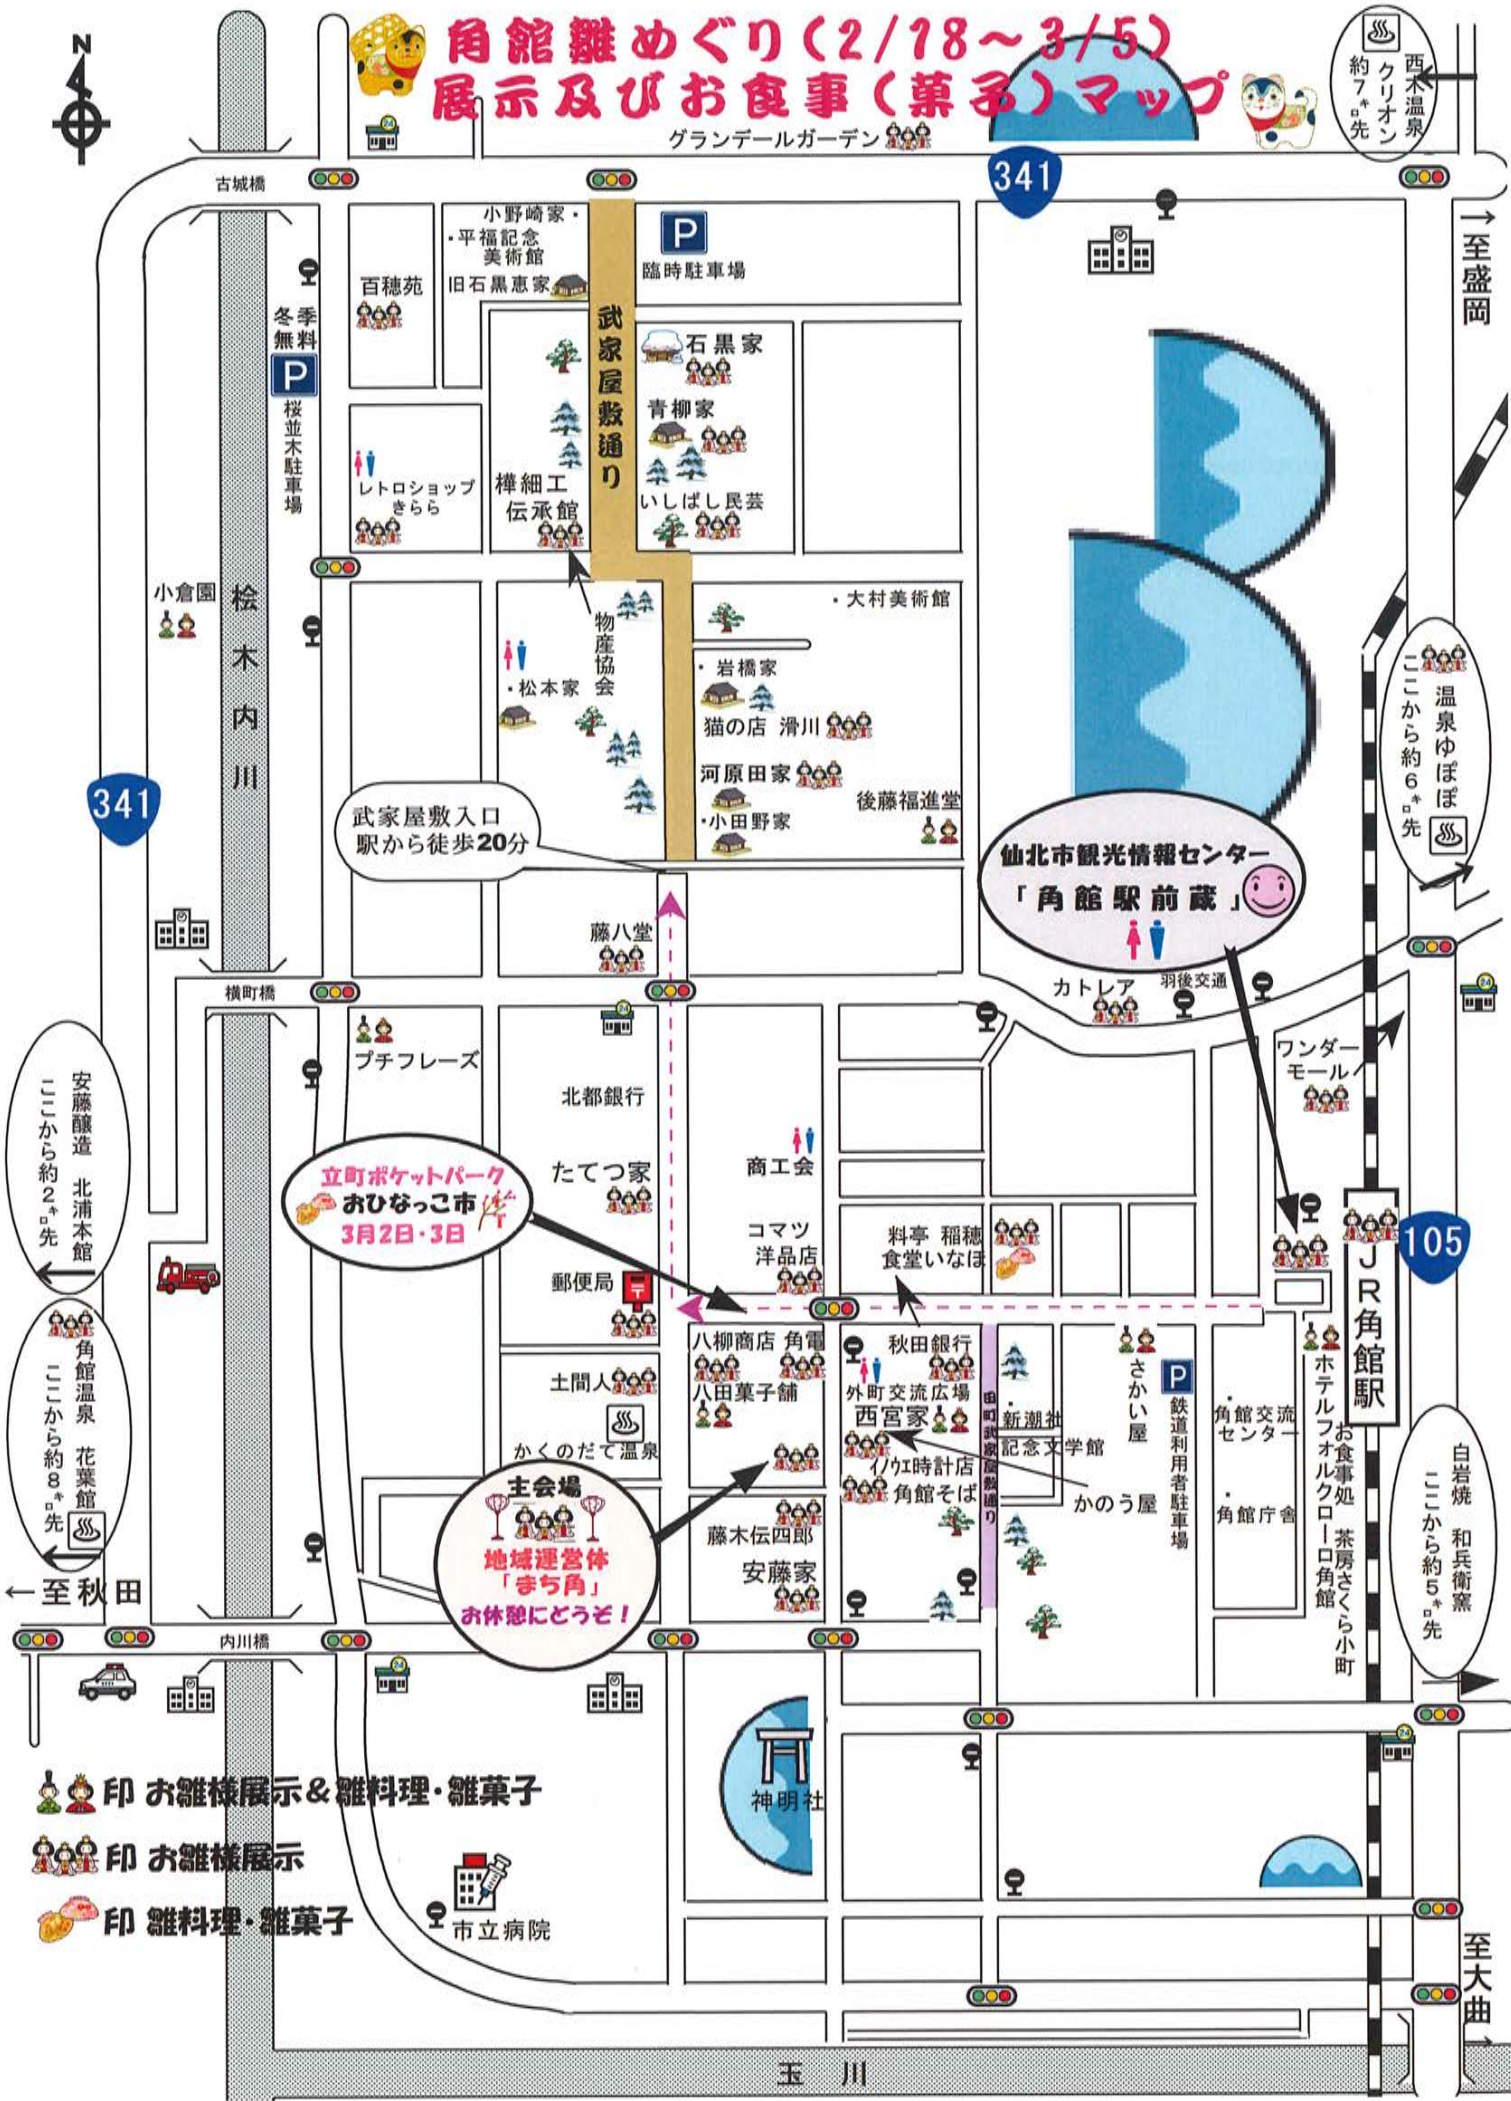 角館雛めぐり(2/18～3/5)
展示及びお食事(菓子)マップ
N
西木温泉
クリオン
約7㌔先
グランデールガーデン
古城橋
341
→至盛岡
小野崎家・
・平福記念
美術館
旧石黒恵家
P
臨時駐車場
百穂苑
冬季
無料
P
桜並木駐車場
武家屋敷通り
石黒家
青柳家
レトロショップ
きらら
樺細工
伝承館
いしばし民芸
小倉園
桧木内川
物産協会
・大村美術館
・松本家
・岩橋家
猫の店 滑川
河原田家
・小田野家
後藤福進堂
温泉ゆぽぽ
ここから約6㌔先
341
武家屋敷入口
駅から徒歩20分
仙北市観光情報センター
「角館駅前蔵」
藤八堂
横町橋
カトレア
羽後交通
プチフレーズ
ワンダー
モール
安藤醸造 北浦本館
ここから約2㌔先
北都銀行
立町ポケットパーク
おひなっこ市
3月2日・3日
たてつ家
商工会
コマツ
洋品店
料亭 稲穂
食堂いなほ
105
JR角館駅
郵便局
八柳商店 角電
秋田銀行
八田菓子舗
外町交流広場
西宮家
土間人
かくのだて温泉
角館温泉 花葉館
ここから約8㌔先
田町武家屋敷通り
・新潮社
記念文学館
さかい屋
P
鉄道利用者駐車場
・角館交流
センター
・角館庁舎
ホテルフォルクローロ角館
お食事処 茶房さくら小町
イノウエ時計店
角館そば
かのう屋
白岩焼 和兵衛窯
ここから約5㌔先
主会場
地域運営体
「まち角」
お休憩にどうぞ！
藤木伝四郎
安藤家
←至秋田
内川橋
神明社
印 お雛様展示&雛料理・雛菓子
印 お雛様展示
印 雛料理・雛菓子
市立病院
至大曲→
玉川